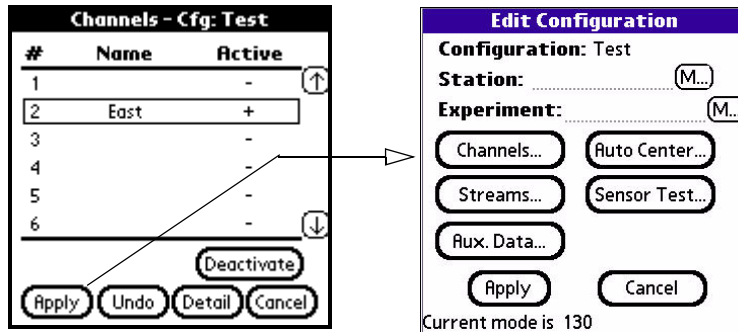 Channels - Cfg: Test
# Name Active
1 -
2 East +
3 -
4 -
5 -
6 -
Deactivate
Apply Undo Detail Cancel
Edit Configuration
Configuration: Test
Station: M...
Experiment: M...
Channels... Auto Center...
Streams... Sensor Test...
Aux. Data...
Apply Cancel
Current mode is 130